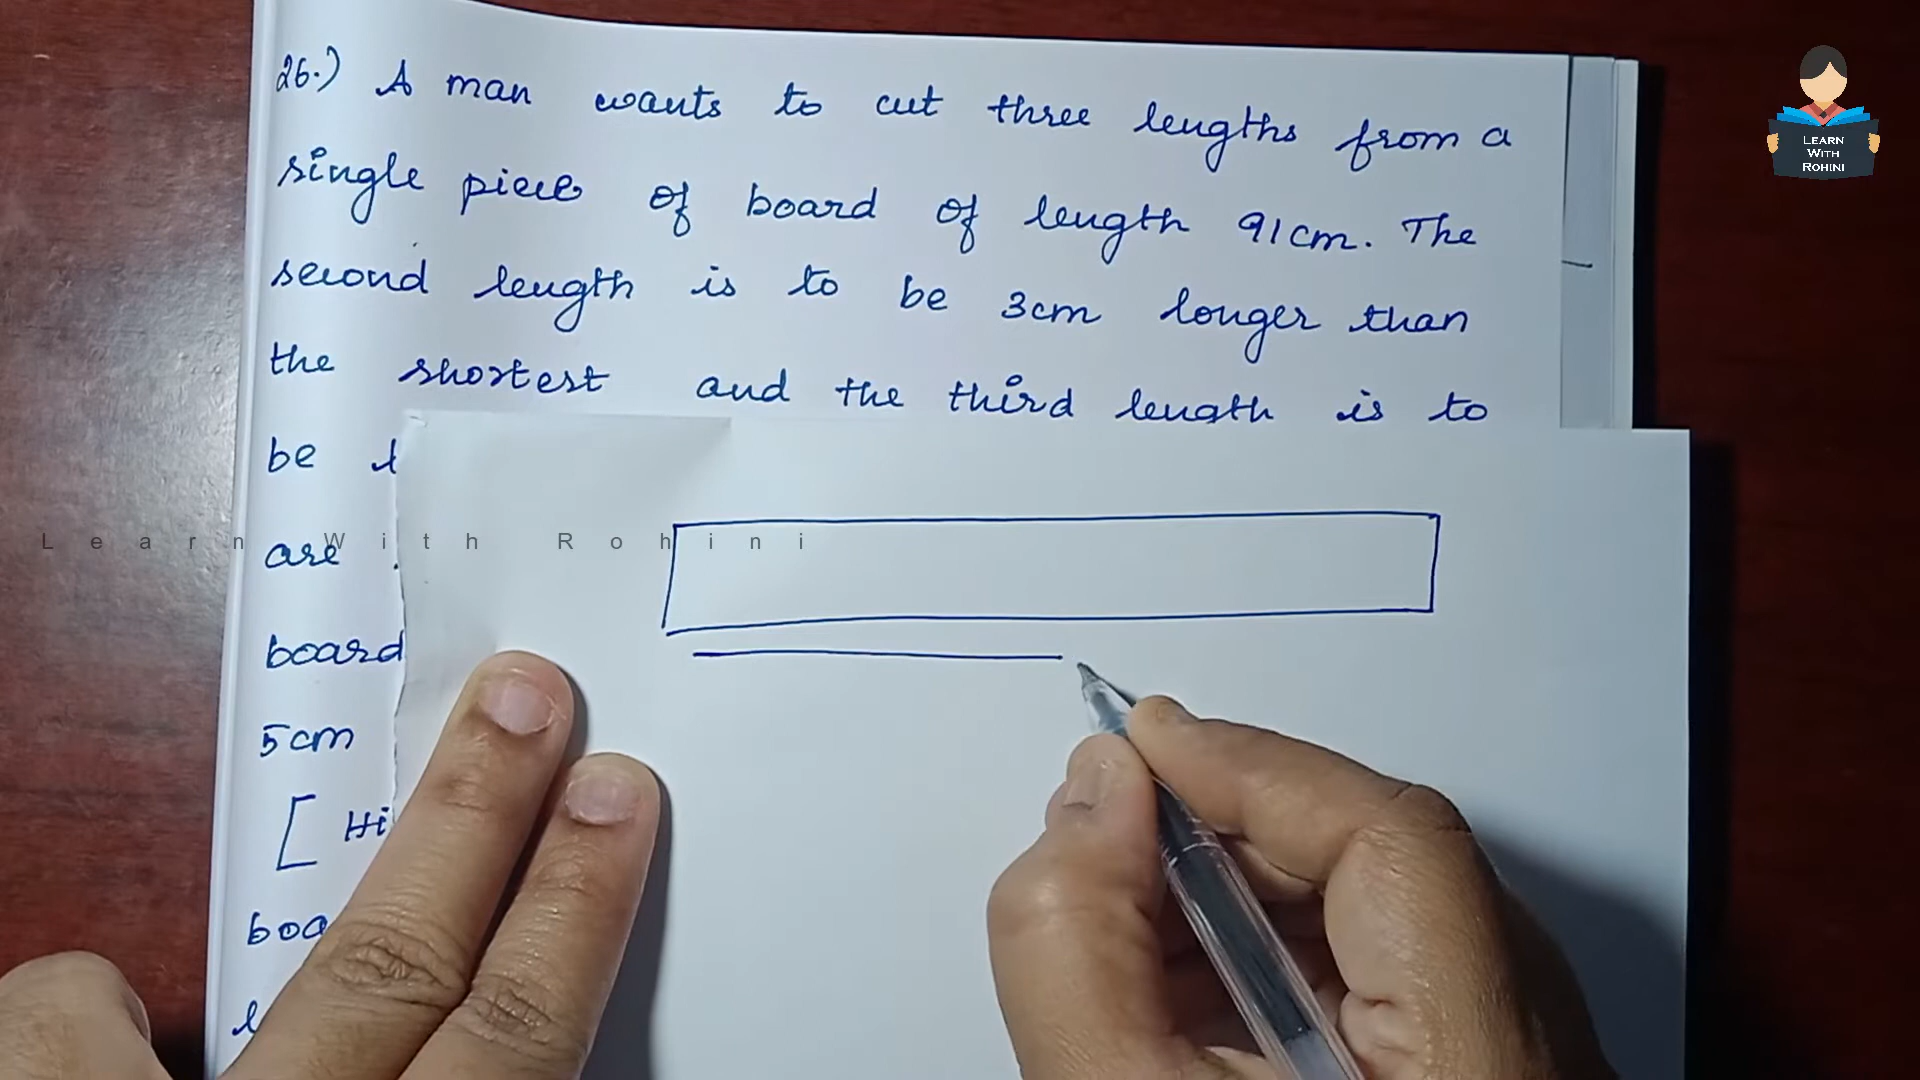 26.) A man wants to cut three lengths from a
single piece of board of length 91cm. The
second length is to be 3cm longer than
the shortest and the third length is to
be
are
board
5cm
[ Hi
boa
LEARN
WITH
ROHINI
Learn With Rohini